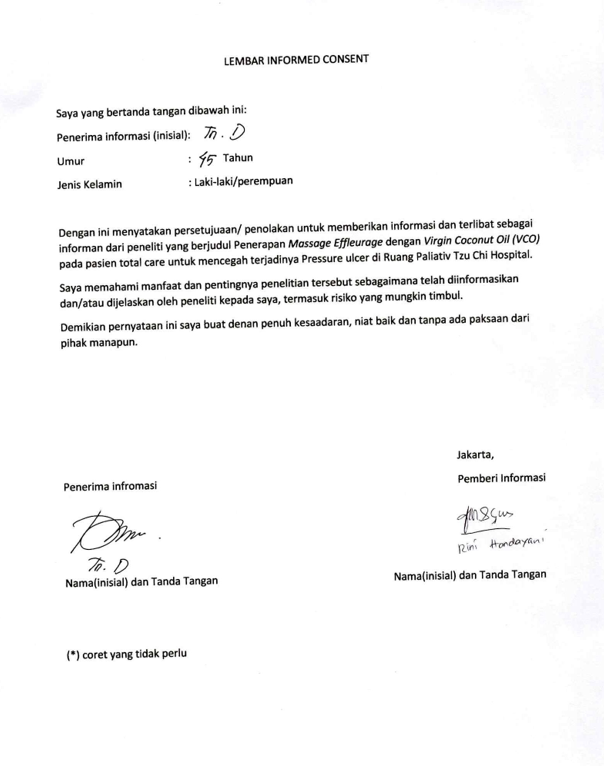 LEMBAR INFORMED CONSENT
Saya yang bertanda tangan dibawah ini:
Penerima informasi (inisial): Tn. D
Umur : 45 Tahun
Jenis Kelamin : Laki-laki/perempuan
Dengan ini menyatakan persetujuaan/ penolakan untuk memberikan informasi dan terlibat sebagai
informan dari peneliti yang berjudul Penerapan Massage Effleurage dengan Virgin Coconut Oil (VCO)
pada pasien total care untuk mencegah terjadinya Pressure ulcer di Ruang Paliativ Tzu Chi Hospital.
Saya memahami manfaat dan pentingnya penelitian tersebut sebagaimana telah diinformasikan
dan/atau dijelaskan oleh peneliti kepada saya, termasuk risiko yang mungkin timbul.
Demikian pernyataan ini saya buat denan penuh kesaadaran, niat baik dan tanpa ada paksaan dari
pihak manapun.
Jakarta,
Penerima infromasi Pemberi Informasi
Tn. D Rini Handayani
Nama(inisial) dan Tanda Tangan Nama(inisial) dan Tanda Tangan
(*) coret yang tidak perlu